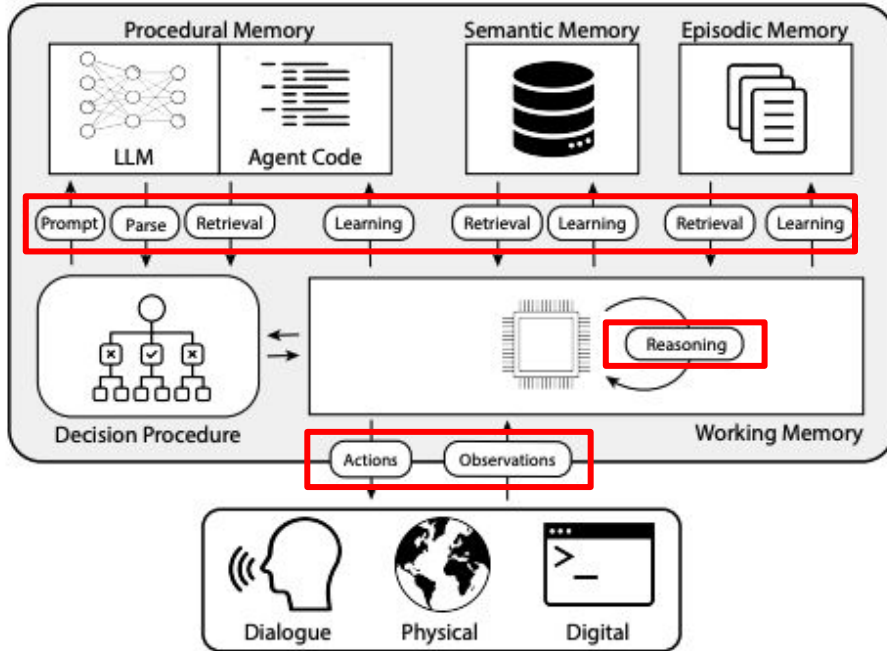 Procedural Memory Semantic Memory Episodic Memory
LLM Agent Code
Prompt Parse Retrieval Learning Retrieval Learning Retrieval Learning
Reasoning
Decision Procedure Working Memory
Actions Observations
>_
Dialogue Physical Digital